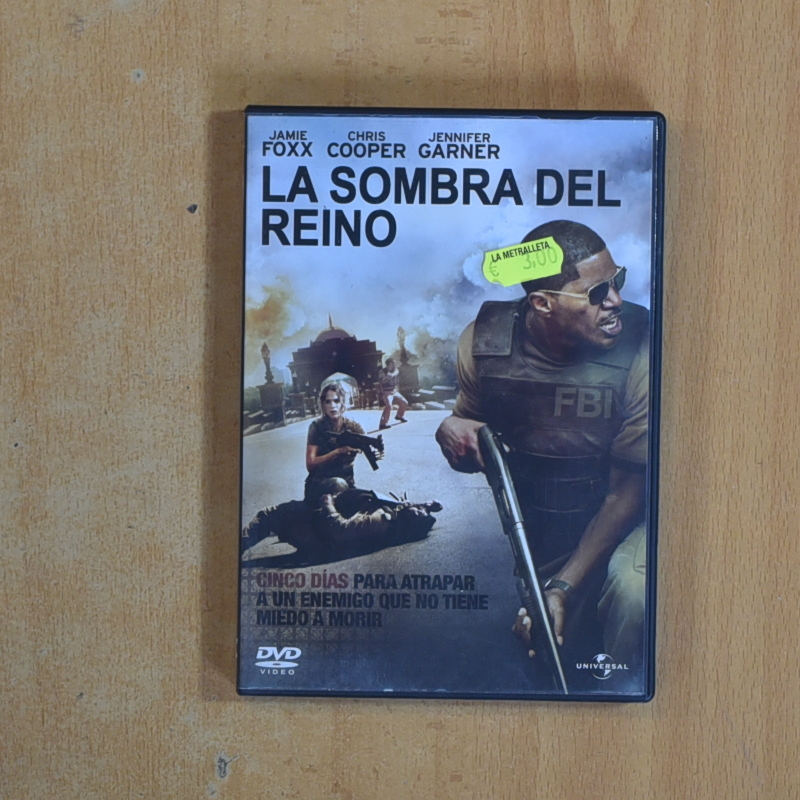 JAMIE CHRIS JENNIFER
FOXX COOPER GARNER
LA SOMBRA DEL
REINO
LA METRALLETA
€ 3,00
FBI
CINCO DÍAS PARA ATRAPAR
A UN ENEMIGO QUE NO TIENE
MIEDO A MORIR
DVD
VIDEO
UNIVERSAL